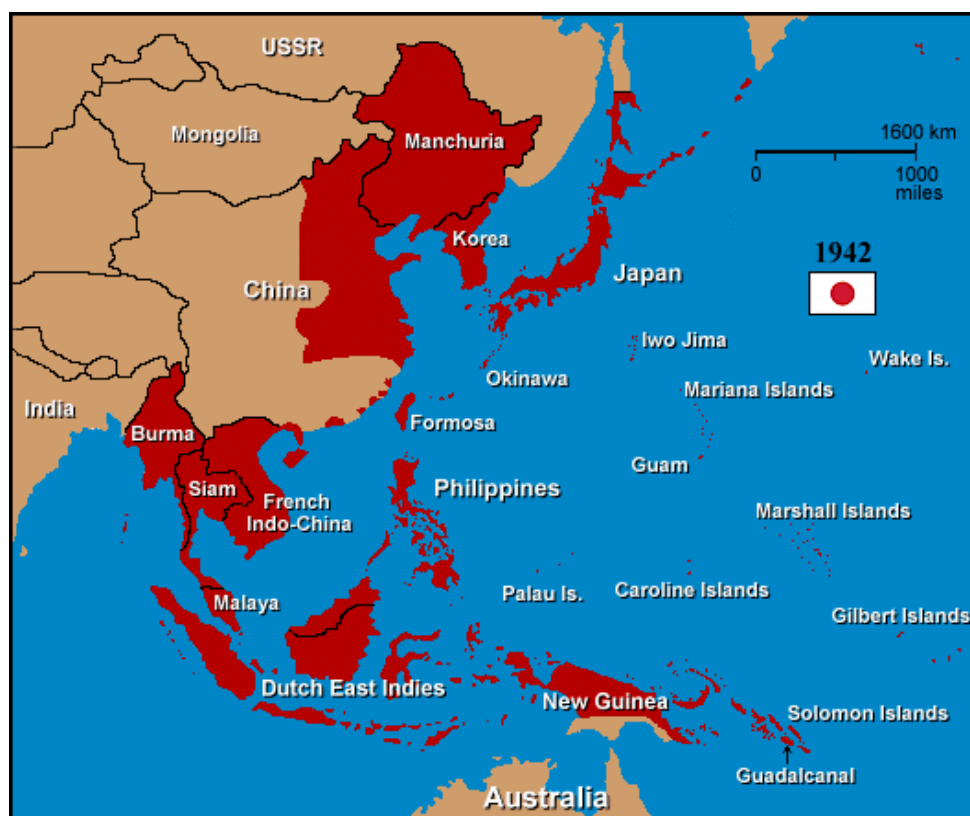 USSR
Mongolia
Manchuria
1600 km
0
1000
miles
Korea
1942
China
Japan
Iwo Jima
Wake Is.
Okinawa
Mariana Islands
India
Burma
Formosa
Guam
Siam
French
Indo-China
Philippines
Marshall Islands
Malaya
Palau Is.
Caroline Islands
Gilbert Islands
Dutch East Indies
New Guinea
Solomon Islands
Guadalcanal
Australia